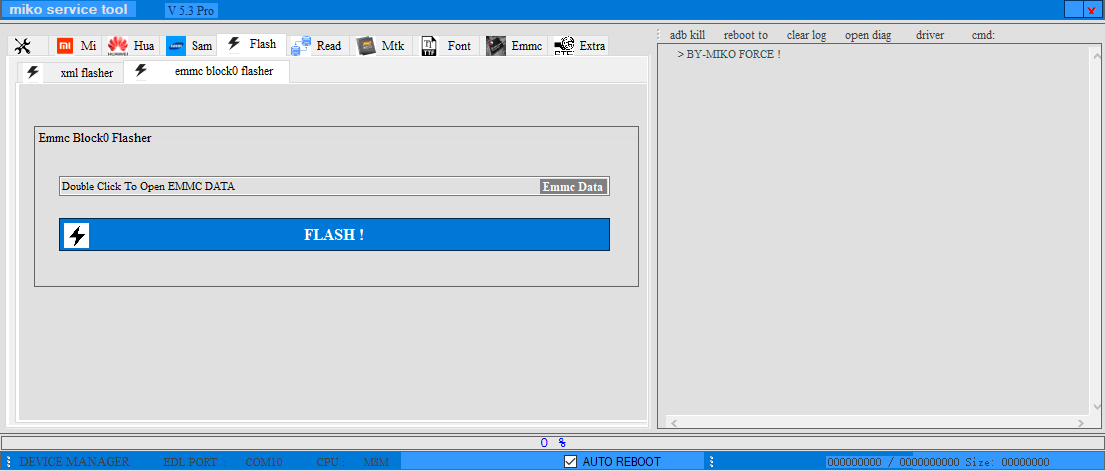 miko service tool V 5.3 Pro x
Mi Hua Sam Flash Read Mtk Font Emmc Extra
HUAWEI
xml flasher emmc block0 flasher
Emmc Block0 Flasher
Double Click To Open EMMC DATA Emmc Data
FLASH !
adb kill reboot to clear log open diag driver cmd:
> BY-MIKO FORCE !
0 %
DEVICE MANAGER EDL PORT : COM10 CPU : MSM AUTO REBOOT 000000000 / 0000000000 Size: 00000000